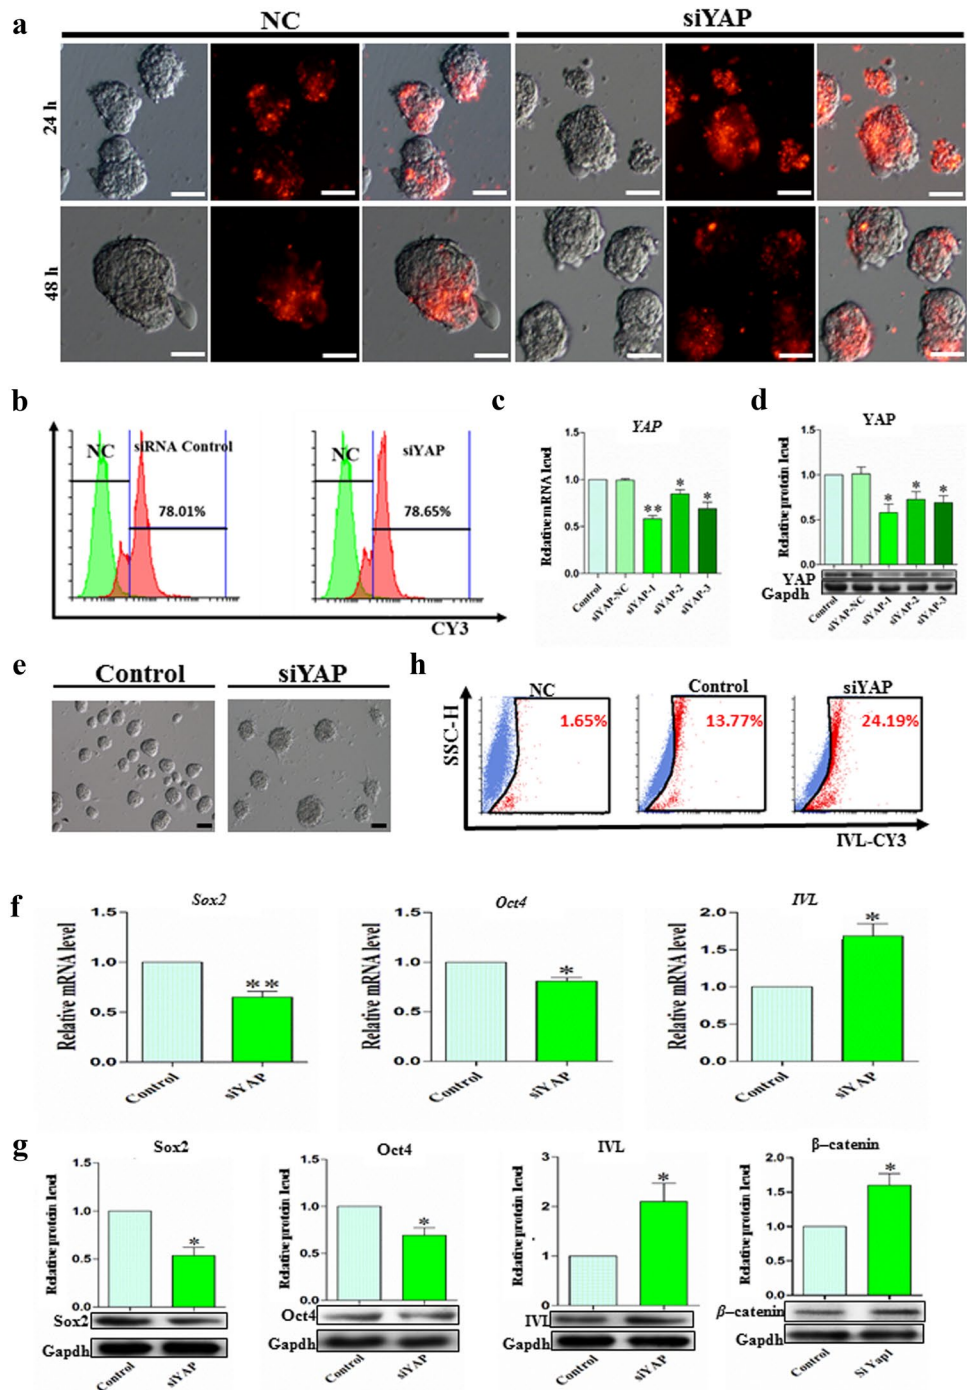 a
NC
siYAP
24 h
48 h
b
NC
siRNA Control
78.01%
NC
siYAP
78.65%
CY3
c
YAP
Relative mRNA level
1.5
1.0
0.5
0.0
**
*
*
Control
siYAP-NC
siYAP-1
siYAP-2
siYAP-3
d
YAP
Relative protein level
1.5
1.0
0.5
0.0
*
*
*
YAP
Gapdh
Control
siYAP-NC
siYAP-1
siYAP-2
siYAP-3
e
Control
siYAP
h
SSC-H
NC
1.65%
Control
13.77%
siYAP
24.19%
IVL-CY3
f
Sox2
Relative mRNA level
1.5
1.0
0.5
0.0
**
Control
siYAP
Oct4
Relative mRNA level
1.5
1.0
0.5
0.0
*
Control
siYAP
IVL
Relative mRNA level
2.0
1.5
1.0
0.5
0.0
*
Control
siYAP
g
Sox2
Relative protein level
1.5
1.0
0.5
0.0
*
Sox2
Gapdh
Control
siYAP
Oct4
Relative protein level
1.5
1.0
0.5
0.0
*
Oct4
Gapdh
Control
siYAP
IVL
Relative protein level
3
2
1
0
*
IVL
Gapdh
Control
siYAP
β-catenin
Relative protein level
2.0
1.5
1.0
0.5
0.0
*
β-catenin
Gapdh
Control
Si Yap1